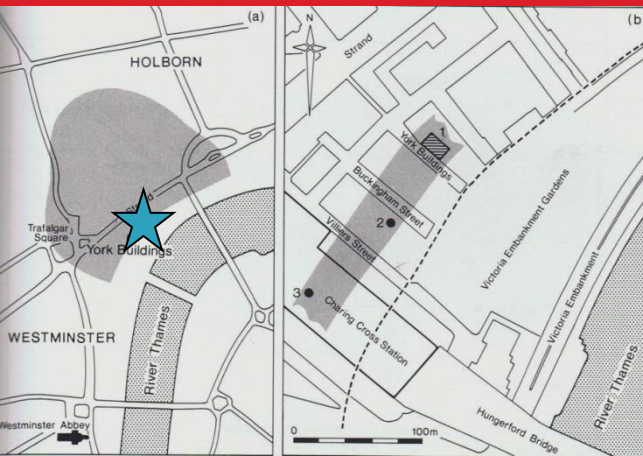 (a)
HOLBORN
Strand
Trafalgar
Square
York Buildings
WESTMINSTER
River Thames
Westminster Abbey
(b)
N
Strand
1
York Buildings
Buckingham Street
2
Villiers Street
3
Charing Cross Station
Victoria Embankment Gardens
Victoria Embankment
River Thames
Hungerford Bridge
0
100m